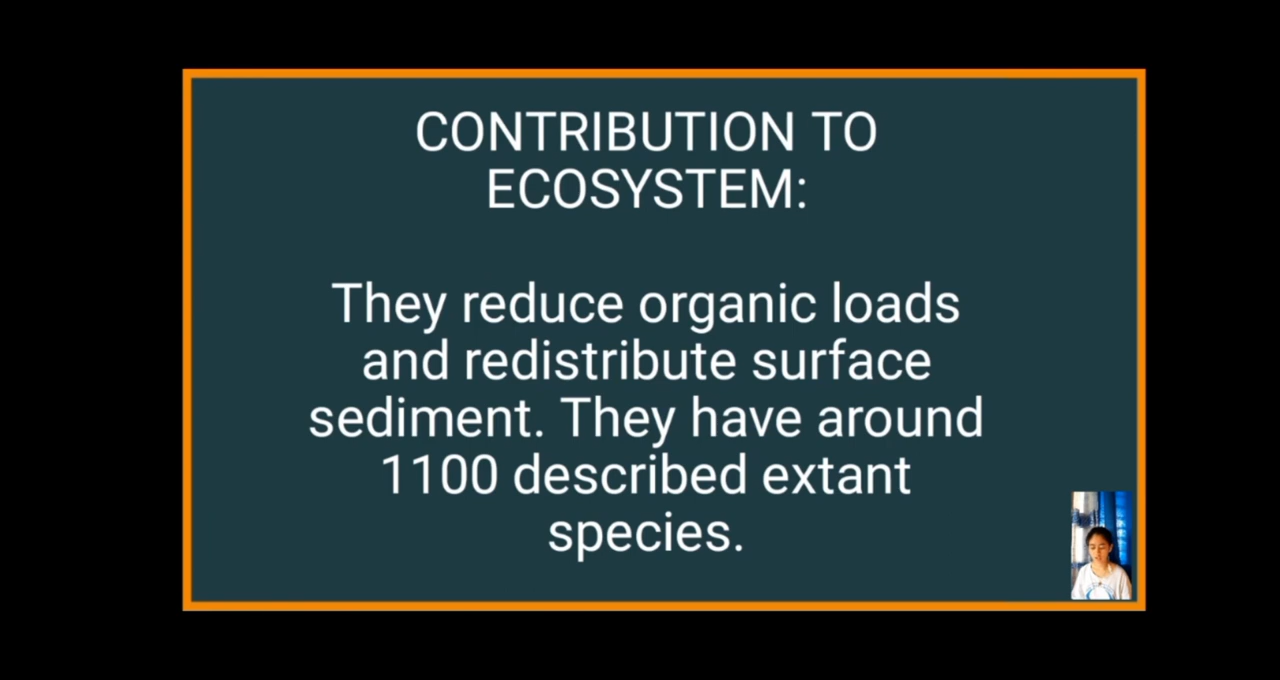 CONTRIBUTION TO
ECOSYSTEM:
They reduce organic loads
and redistribute surface
sediment. They have around
1100 described extant
species.